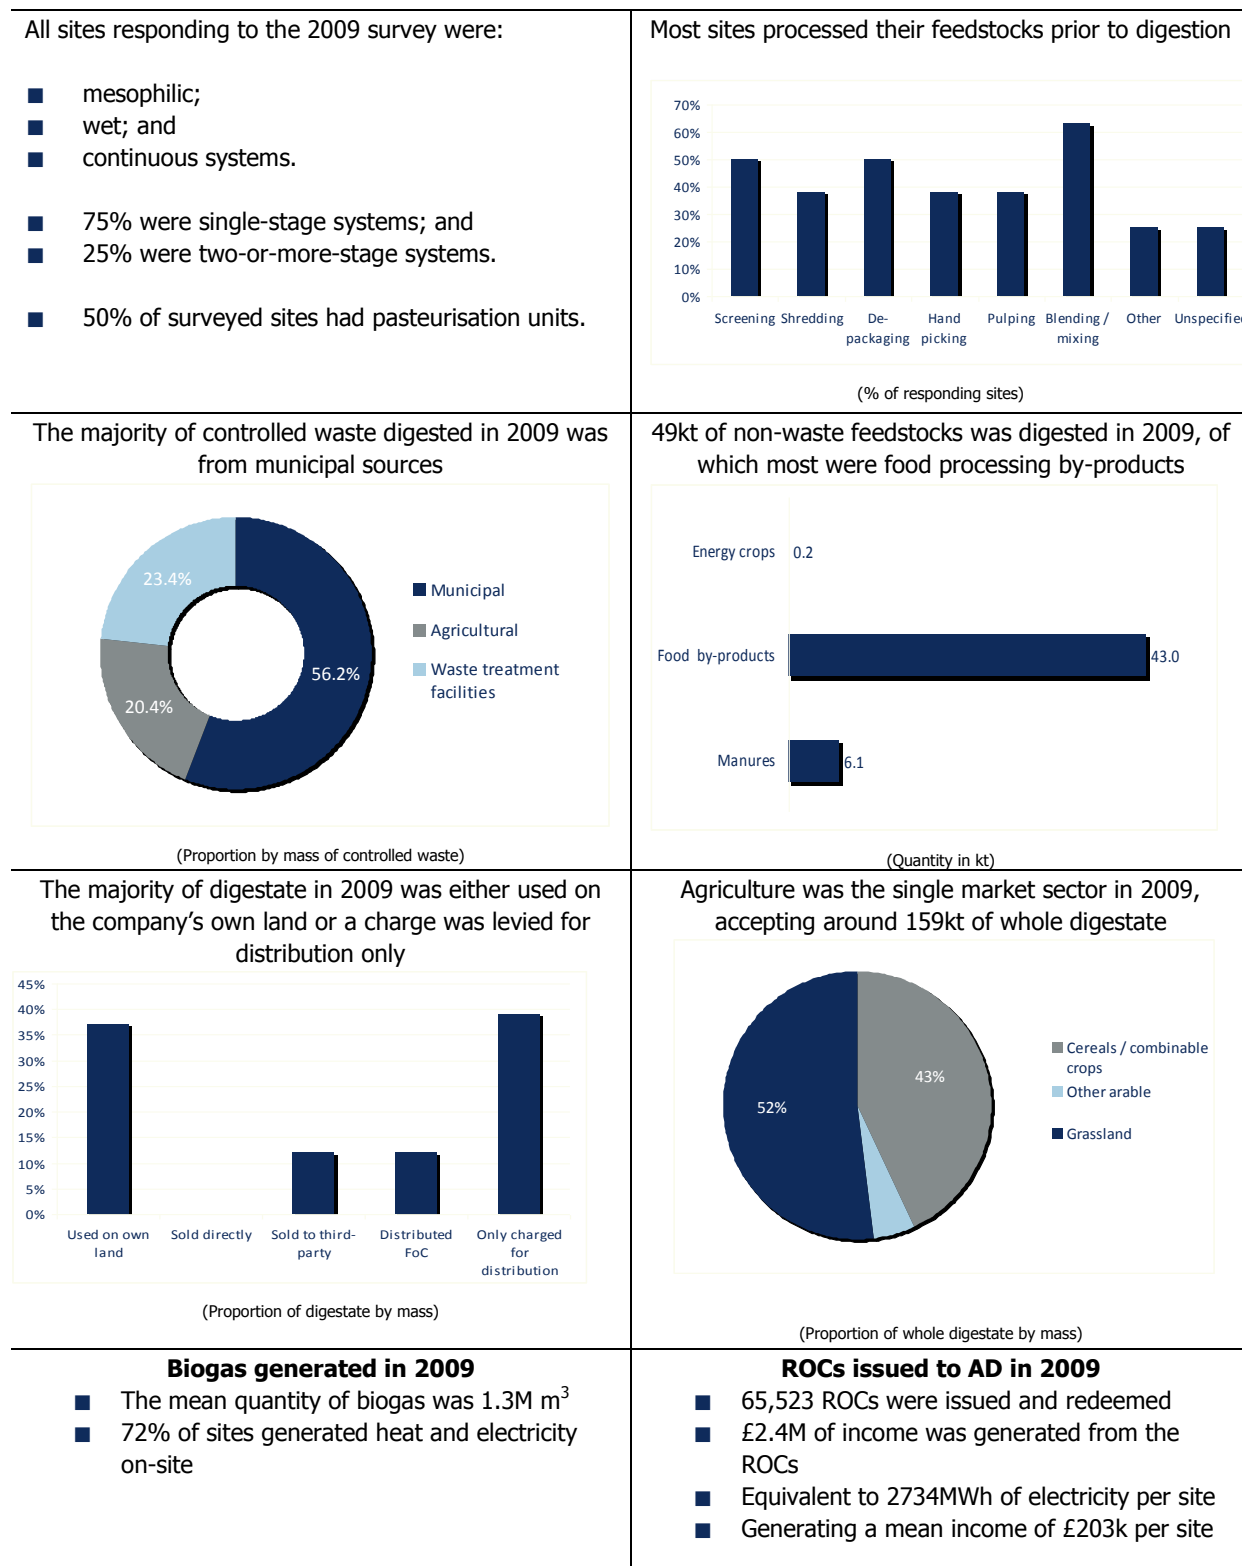 All sites responding to the 2009 survey were:
■ mesophilic;
■ wet; and
■ continuous systems.
■ 75% were single-stage systems; and
■ 25% were two-or-more-stage systems.
■ 50% of surveyed sites had pasteurisation units.
Most sites processed their feedstocks prior to digestion
70%
60%
50%
40%
30%
20%
10%
0%
Screening Shredding De- Hand Pulping Blending / Other Unspecified
packaging picking mixing
(% of responding sites)
The majority of controlled waste digested in 2009 was
from municipal sources
23.4%
56.2%
20.4%
Municipal
Agricultural
Waste treatment
facilities
(Proportion by mass of controlled waste)
49kt of non-waste feedstocks was digested in 2009, of
which most were food processing by-products
Energy crops 0.2
Food by-products 43.0
Manures 6.1
(Quantity in kt)
The majority of digestate in 2009 was either used on
the company’s own land or a charge was levied for
distribution only
45%
40%
35%
30%
25%
20%
15%
10%
5%
0%
Used on own Sold directly Sold to third- Distributed Only charged
land party FoC for
distribution
(Proportion of digestate by mass)
Agriculture was the single market sector in 2009,
accepting around 159kt of whole digestate
43%
52%
Cereals / combinable
crops
Other arable
Grassland
(Proportion of whole digestate by mass)
Biogas generated in 2009
■ The mean quantity of biogas was 1.3M m³
■ 72% of sites generated heat and electricity
on-site
ROCs issued to AD in 2009
■ 65,523 ROCs were issued and redeemed
■ £2.4M of income was generated from the
ROCs
■ Equivalent to 2734MWh of electricity per site
■ Generating a mean income of £203k per site